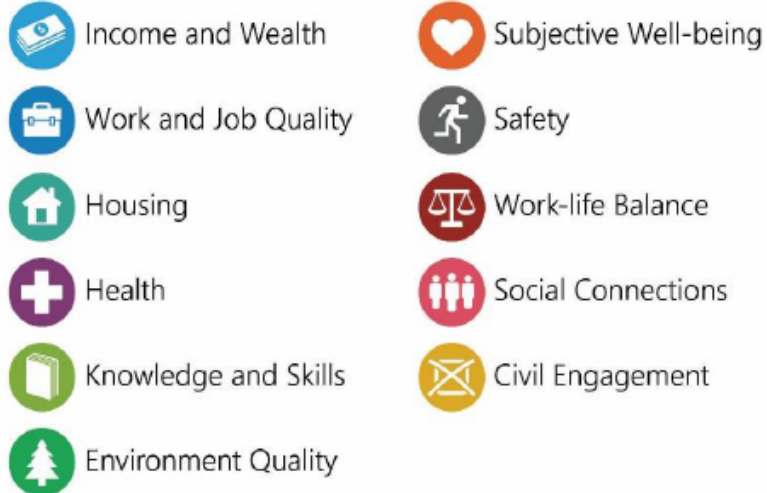 Income and Wealth
Work and Job Quality
Housing
Health
Knowledge and Skills
Environment Quality
Subjective Well-being
Safety
Work-life Balance
Social Connections
Civil Engagement